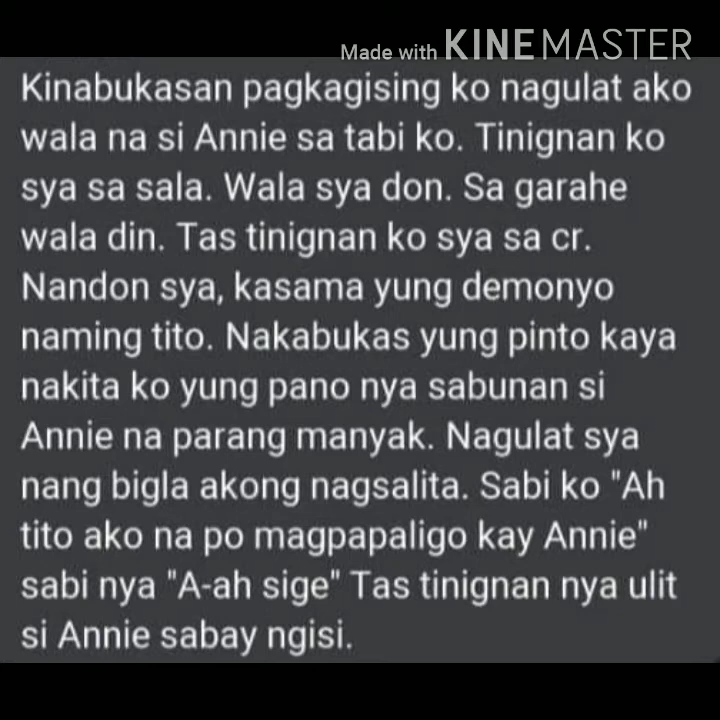 Made with KINEMASTER
Kinabukasan pagkagising ko nagulat ako
wala na si Annie sa tabi ko. Tinignan ko
sya sa sala. Wala sya don. Sa garahe
wala din. Tas tinignan ko sya sa cr.
Nandon sya, kasama yung demonyo
naming tito. Nakabukas yung pinto kaya
nakita ko yung pano nya sabunan si
Annie na parang manyak. Nagulat sya
nang bigla akong nagsalita. Sabi ko "Ah
tito ako na po magpapaligo kay Annie"
sabi nya "A-ah sige" Tas tinignan nya ulit
si Annie sabay ngisi.